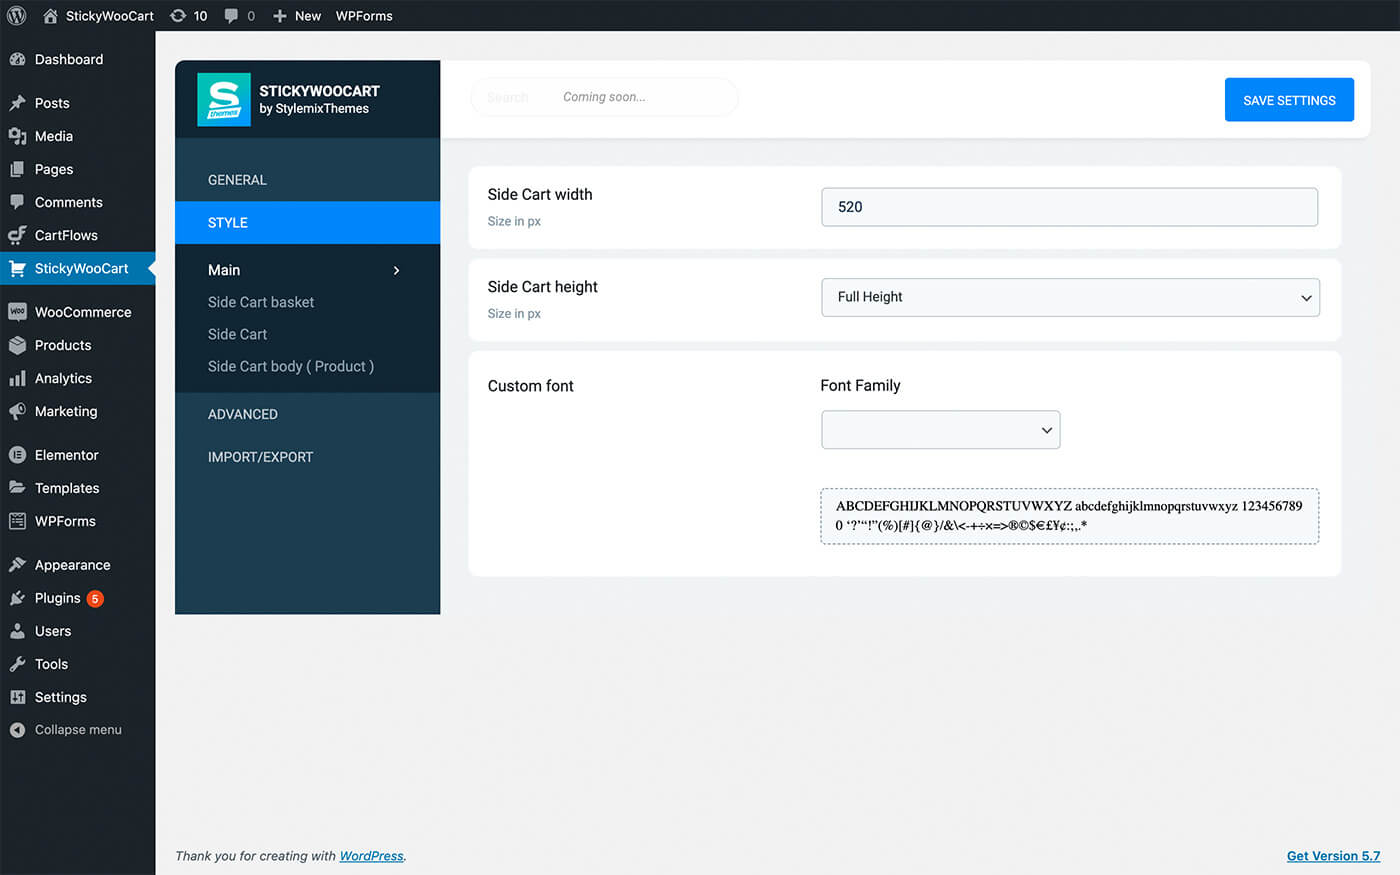 StickyWooCart 10 0 New WPForms
Dashboard
Posts
Media
Pages
Comments
CartFlows
StickyWooCart
WooCommerce
Products
Analytics
Marketing
Elementor
Templates
WPForms
Appearance
Plugins 5
Users
Tools
Settings
Collapse menu
S
themes
STICKYWOOCART
by StylemixThemes
GENERAL
STYLE
Main
Side Cart basket
Side Cart
Side Cart body ( Product )
ADVANCED
IMPORT/EXPORT
Search Coming soon...
SAVE SETTINGS
Side Cart width
Size in px
520
Side Cart height
Size in px
Full Height
Custom font
Font Family
ABCDEFGHIJKLMNOPQRSTUVWXYZ abcdefghijklmnopqrstuvwxyz 123456789
0 ‘?’“!”(%)[#]{@}/&\<-+÷×=>®©$€£¥¢:;,.*
Thank you for creating with WordPress.
Get Version 5.7